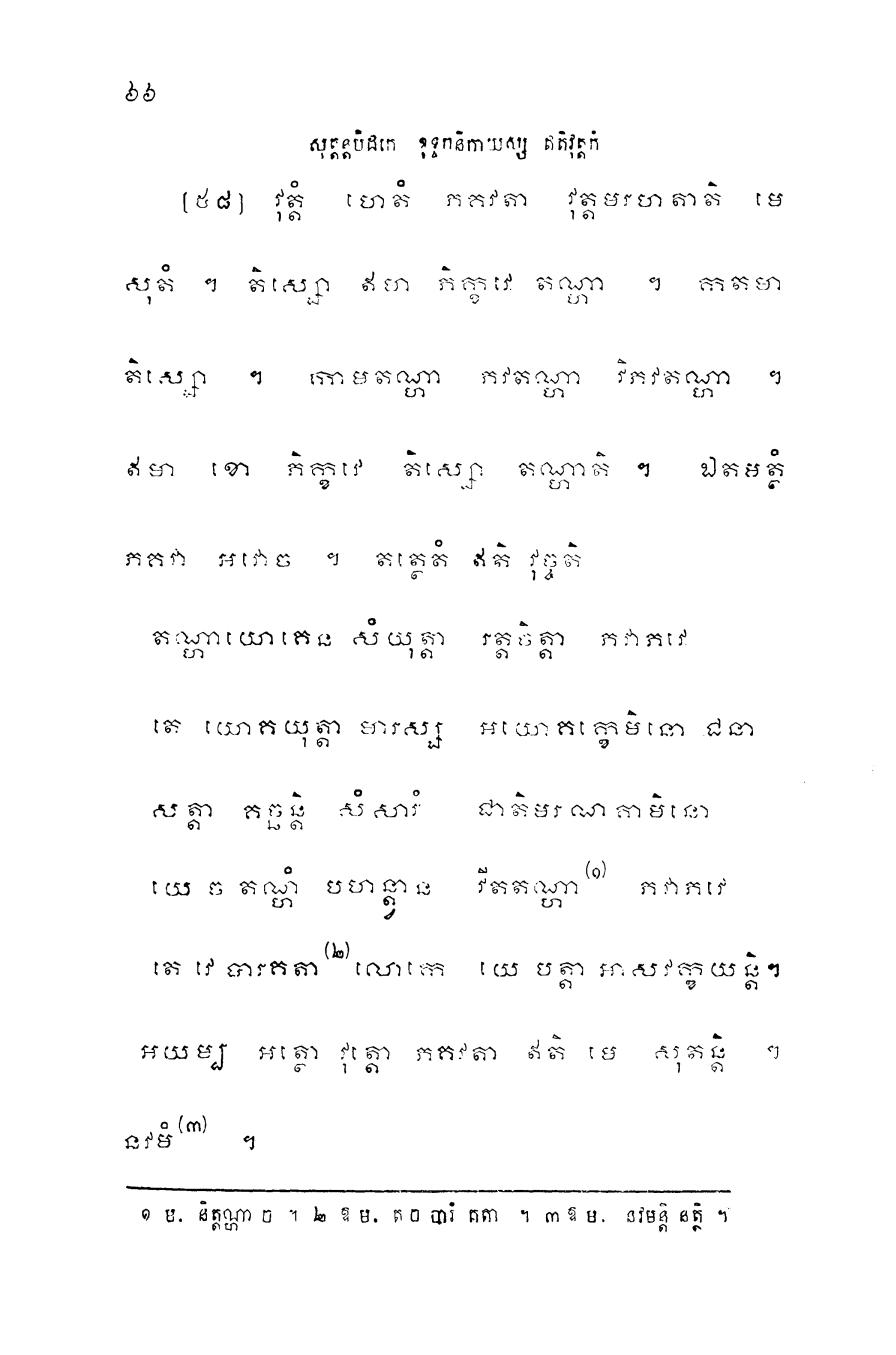 ៦៦
សុត្តន្តបិដកេ ខុទ្ទកនិកាយស្ស ឥតិវុត្តកំ
[៥៨] វុត្តំ ហេតំ ភគវតា វុត្តមរហតាតិ មេ
សុតំ ។ តិស្សោ ឥមា ភិក្ខវេ តណ្ហា ។ កតមា
តិស្សោ ។ កាមតណ្ហា ភវតណ្ហា វិភវតណ្ហា ។
ឥមា ខោ ភិក្ខវេ តិស្សោ តណ្ហាតិ ។ ឯតមត្ថំ
ភគវា អវោច ។ តត្ថេតំ ឥតិ វុច្ចតិ
តណ្ហាយោគេន សំយុត្តា រត្តចិត្តា ភវាភវេ
តេ យោគយុត្តា មារស្ស អយោគក្ខេមិនោ ជនា
សត្តា គច្ឆន្តិ សំសារំ ជាតិមរណគាមិនោ
យេ ច តណ្ហំ បហន្ត្វាន វីតតណ្ហា(១) ភវាភវេ
តេ វេ បារគតា(២) លោកេ យេ បត្តា អាសវក្ខយន្តិ។
អយម្ប អត្ថោ វុត្តោ ភគវតា ឥតិ មេ សុតន្តិ ។
នវមំ(៣) ។
១ ម. និត្តណ្ហា ច ។ ២ ឱ ម. តេ ច បារំ គតា ។ ៣ ឱ ម. នវមន្តិ នត្ថិ ។